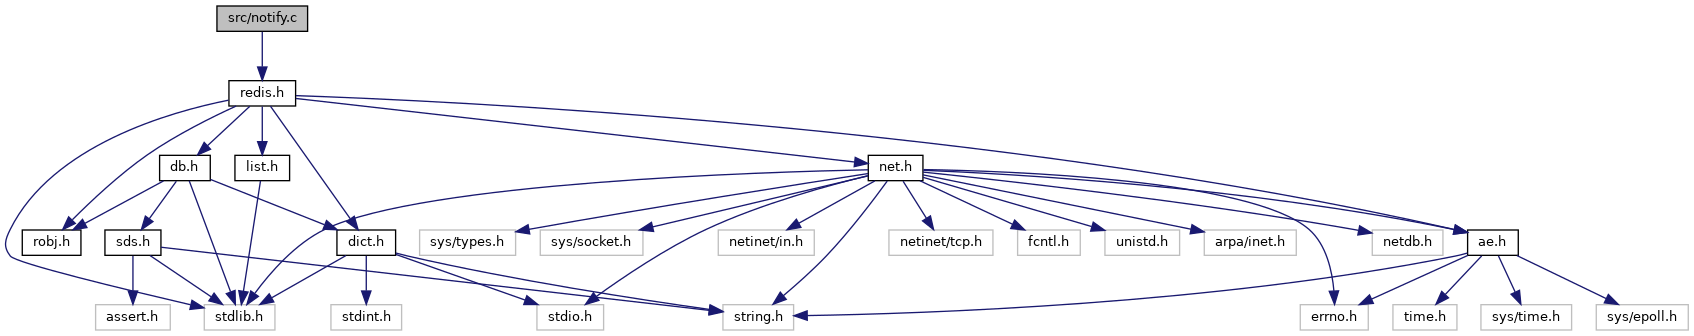 src/notify.c
redis.h
db.h
list.h
net.h
robj.h
sds.h
dict.h
sys/types.h
sys/socket.h
netinet/in.h
netinet/tcp.h
fcntl.h
unistd.h
arpa/inet.h
netdb.h
ae.h
assert.h
stdlib.h
stdint.h
stdio.h
string.h
errno.h
time.h
sys/time.h
sys/epoll.h